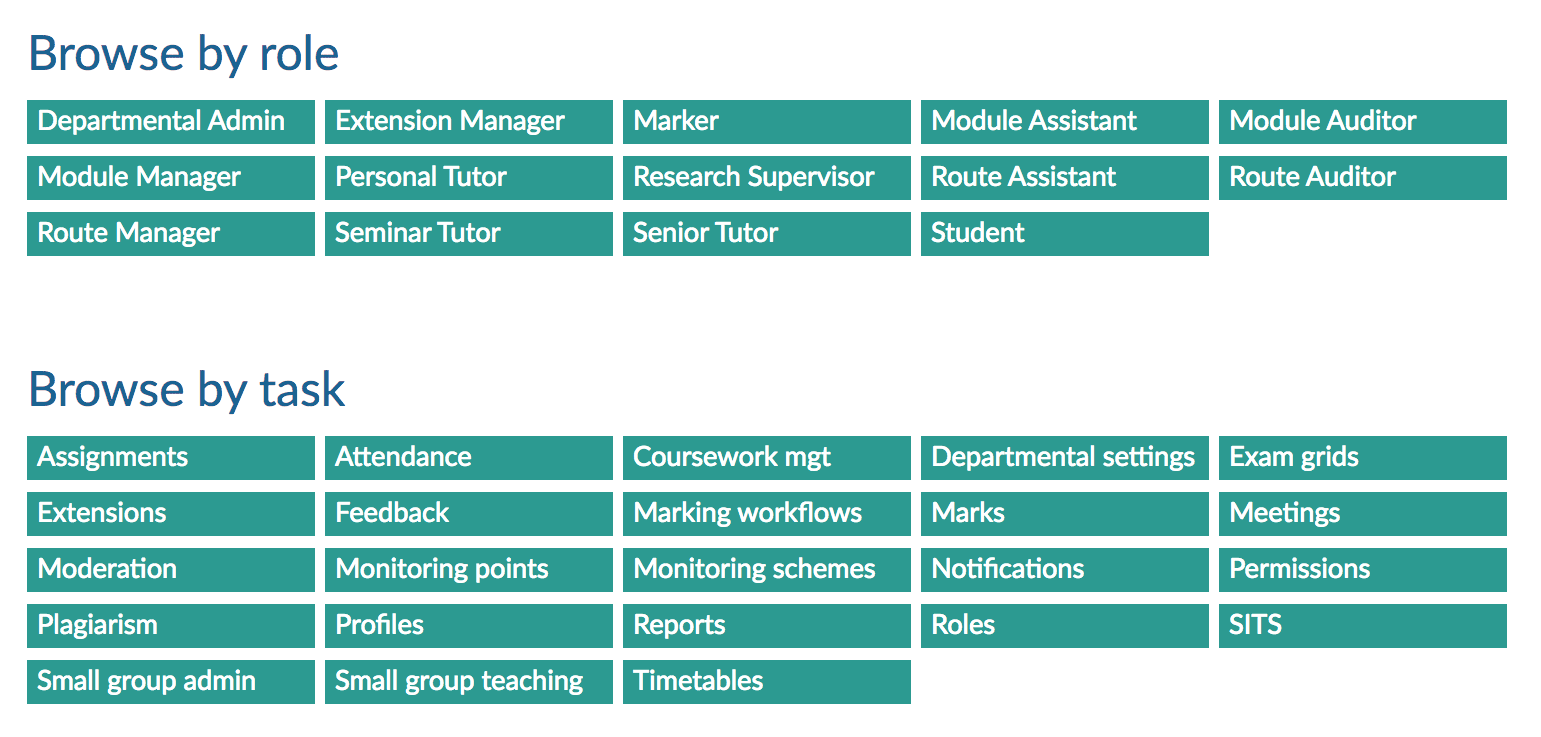 Browse by role
Departmental Admin Extension Manager Marker Module Assistant Module Auditor
Module Manager Personal Tutor Research Supervisor Route Assistant Route Auditor
Route Manager Seminar Tutor Senior Tutor Student
Browse by task
Assignments Attendance Coursework mgt Departmental settings Exam grids
Extensions Feedback Marking workflows Marks Meetings
Moderation Monitoring points Monitoring schemes Notifications Permissions
Plagiarism Profiles Reports Roles SITS
Small group admin Small group teaching Timetables